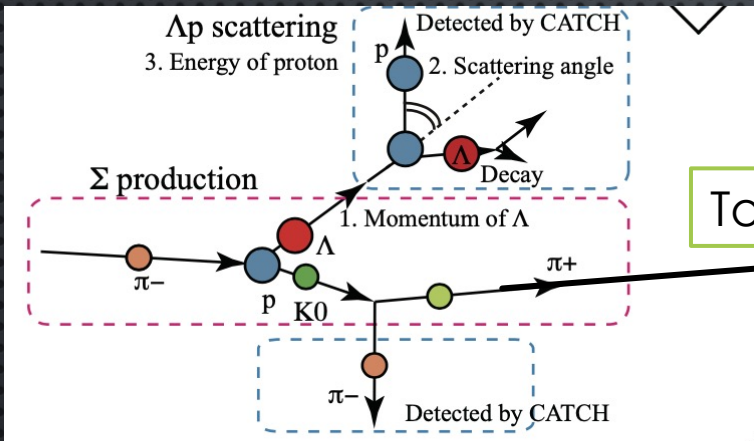 Λp scattering
3. Energy of proton
Detected by CATCH
p
2. Scattering angle
Λ
Decay
Σ production
1. Momentum of Λ
Λ
π−
p
K0
π+
To
π−
Detected by CATCH